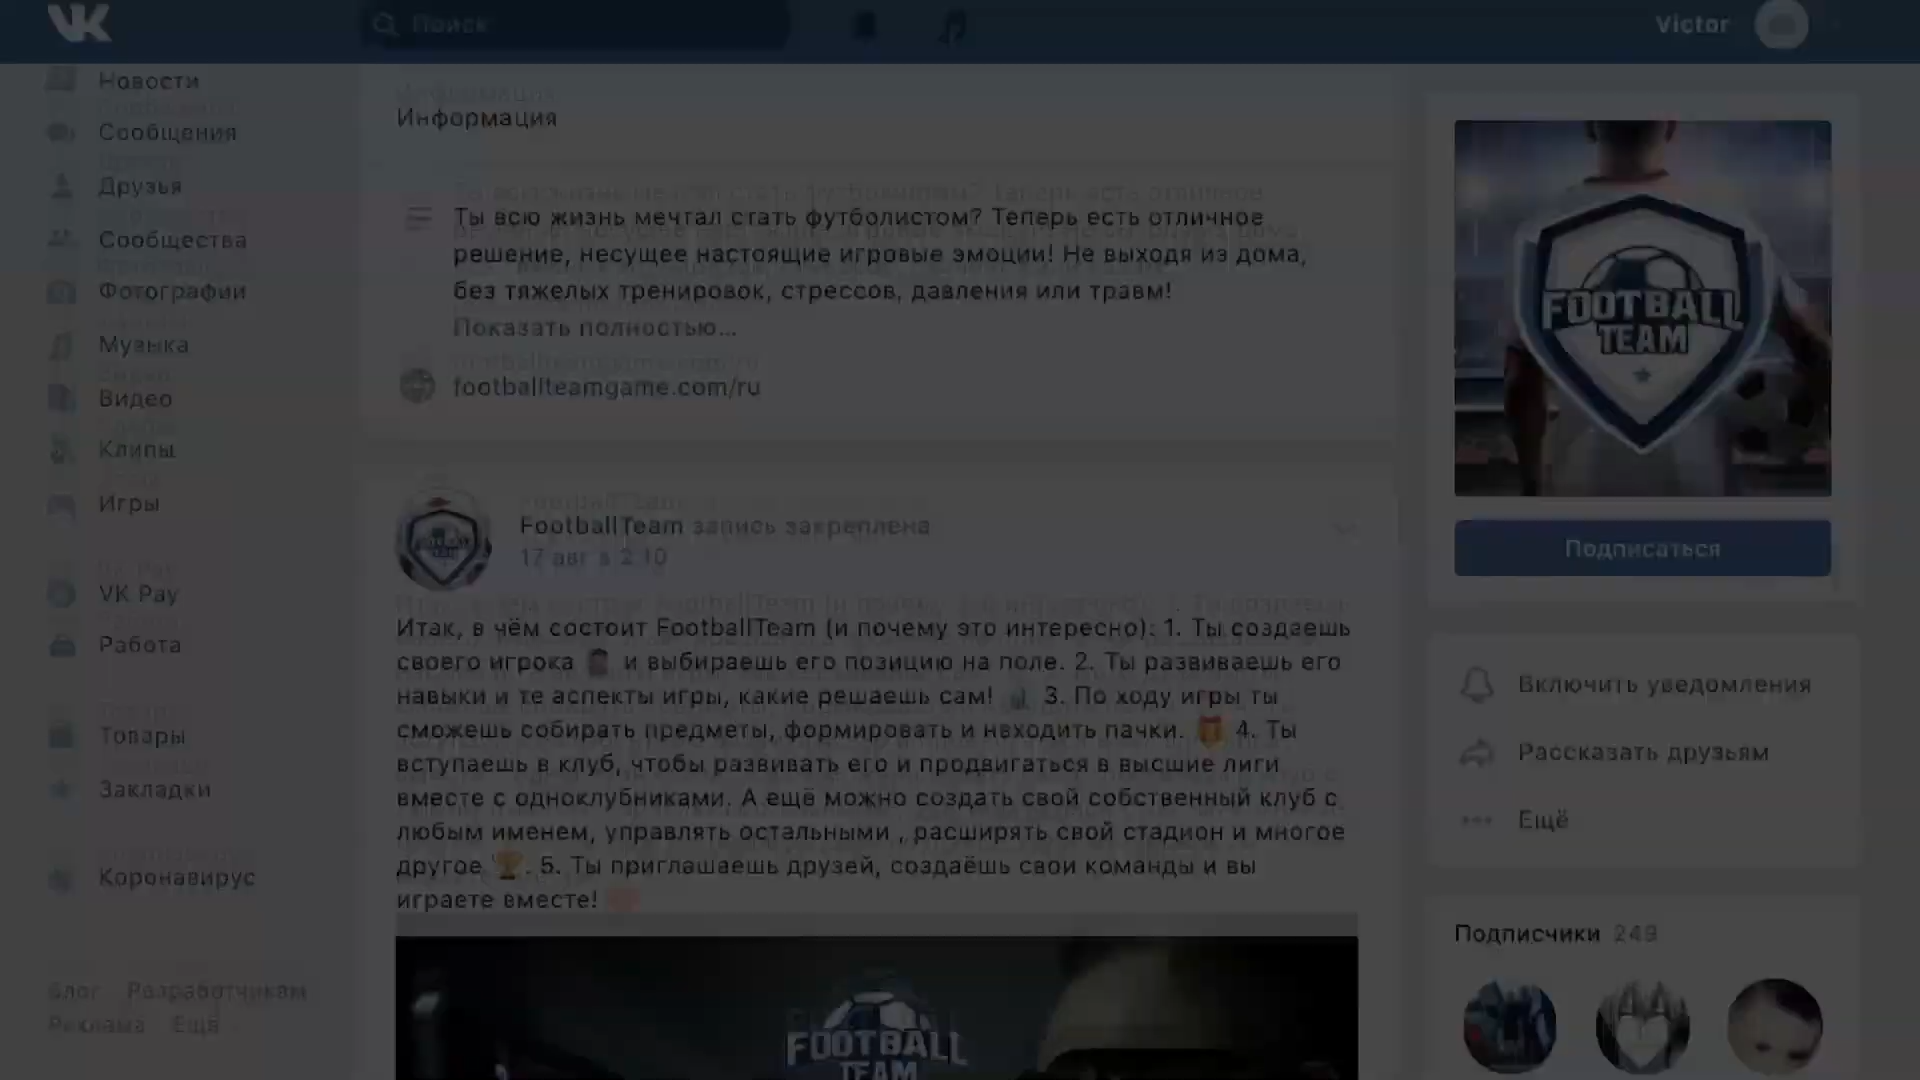 Поиск
Victor
Новости
Сообщения
Друзья
Сообщества
Фотографии
Музыка
Видео
Клипы
Игры
VK Pay
Работа
Товары
Закладки
Коронавирус
Блог Разработчикам
Реклама Ещё
Информация
Ты всю жизнь мечтал стать футболистом? Теперь есть отличное
решение, несущее настоящие игровые эмоции! Не выходя из дома,
без тяжелых тренировок, стрессов, давления или травм!
Показать полностью...
footballteamgame.com/ru
FootballTeam запись закреплена
17 авг в 2:10
Итак, в чём состоит FootballTeam (и почему это интересно): 1. Ты создаешь
своего игрока и выбираешь его позицию на поле. 2. Ты развиваешь его
навыки и те аспекты игры, какие решаешь сам! 3. По ходу игры ты
сможешь собирать предметы, формировать и находить пачки. 4. Ты
вступаешь в клуб, чтобы развивать его и продвигаться в высшие лиги
вместе с одноклубниками. А ещё можно создать свой собственный клуб с
любым именем, управлять остальными , расширять свой стадион и многое
другое . 5. Ты приглашаешь друзей, создаёшь свои команды и вы
играете вместе!
FOOTBALL
TEAM
FOOTBALL
TEAM
Подписаться
Включить уведомления
Рассказать друзьям
Ещё
Подписчики 249